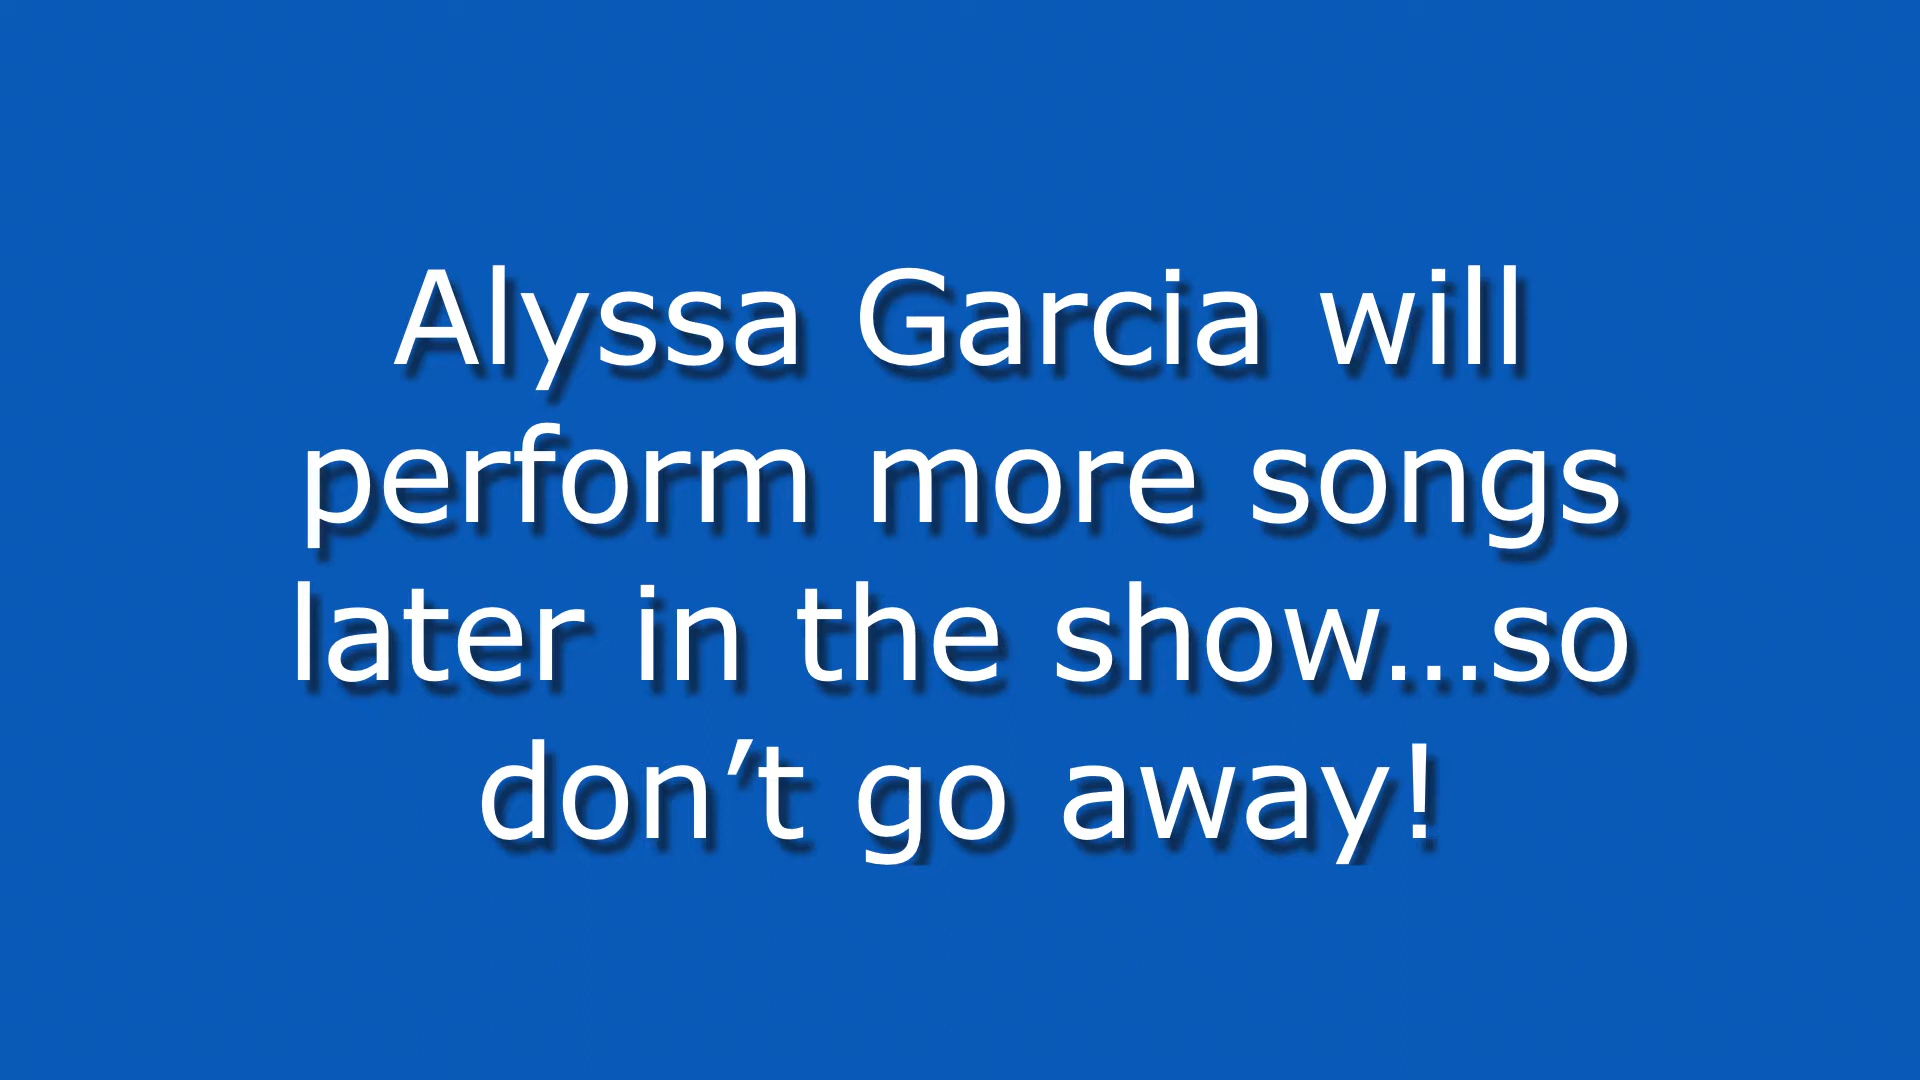 Alyssa Garcia will
perform more songs
later in the show...so
don’t go away!